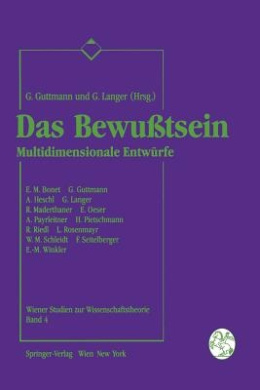 G. Guttmann und G. Langer (Hrsg.)
Das Bewußtsein
Multidimensionale Entwürfe
E. M. Bonet G. Guttmann
A. Heschl G. Langer
R. Maderthaner E. Oeser
A. Payrleitner H. Pietschmann
R. Riedl L. Rosenmayr
W. M. Schleidt F. Seitelberger
E.-M. Winkler
Wiener Studien zur Wissenschaftstheorie
Band 4
Springer-Verlag Wien New York